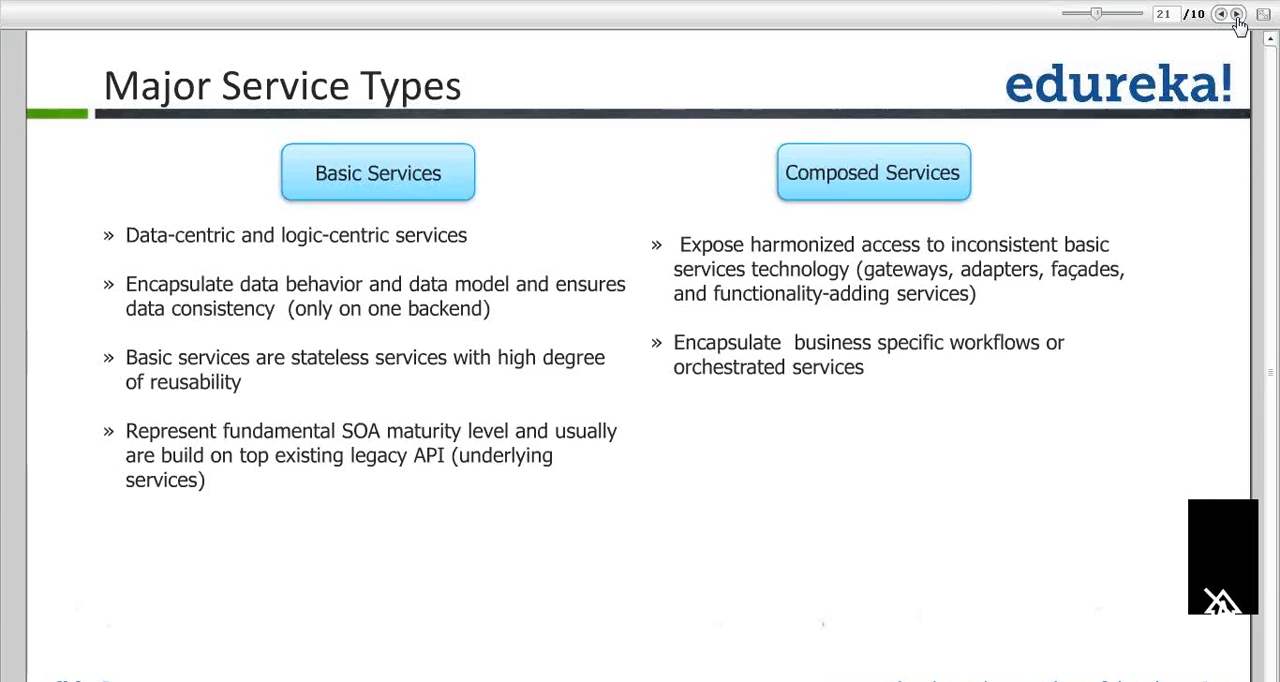 21 /10
Major Service Types
edureka!
Basic Services
» Data-centric and logic-centric services
» Encapsulate data behavior and data model and ensures
data consistency (only on one backend)
» Basic services are stateless services with high degree
of reusability
» Represent fundamental SOA maturity level and usually
are build on top existing legacy API (underlying
services)
Composed Services
» Expose harmonized access to inconsistent basic
services technology (gateways, adapters, façades,
and functionality-adding services)
» Encapsulate business specific workflows or
orchestrated services